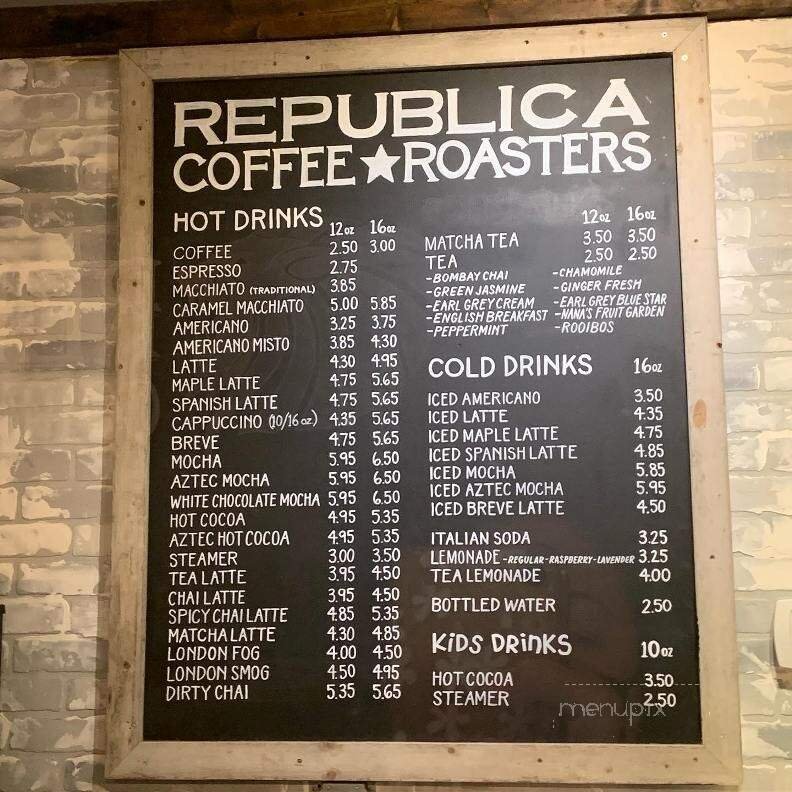 REPUBLICA
COFFEE★ROASTERS
HOT DRINKS 12oz 16oz
COFFEE 2.50 3.00
ESPRESSO 2.75
MACCHIATO (TRADITIONAL) 3.85
CARAMEL MACCHIATO 5.00 5.85
AMERICANO 3.25 3.75
AMERICANO MISTO 3.85 4.30
LATTE 4.30 4.95
MAPLE LATTE 4.75 5.65
SPANISH LATTE 4.75 5.65
CAPPUCCINO (10/16oz) 4.35 5.65
BREVE 4.75 5.65
MOCHA 5.95 6.50
AZTEC MOCHA 5.95 6.50
WHITE CHOCOLATE MOCHA 5.95 6.50
HOT COCOA 4.95 5.35
AZTEC HOT COCOA 4.95 5.35
STEAMER 3.00 3.50
TEA LATTE 3.95 4.50
CHAI LATTE 3.95 4.50
SPICY CHAI LATTE 4.85 5.35
MATCHA LATTE 4.30 4.85
LONDON FOG 4.00 4.50
LONDON SMOG 4.50 4.95
DIRTY CHAI 5.35 5.65
12oz 16oz
MATCHA TEA 3.50 3.50
TEA 2.50 2.50
-BOMBAY CHAI -CHAMOMILE
-GREEN JASMINE -GINGER FRESH
-EARL GREY CREAM -EARL GREY BLUE STAR
-ENGLISH BREAKFAST -NANA'S FRUIT GARDEN
-PEPPERMINT -ROOIBOS
COLD DRINKS 16oz
ICED AMERICANO 3.50
ICED LATTE 4.35
ICED MAPLE LATTE 4.75
ICED SPANISH LATTE 4.85
ICED MOCHA 5.85
ICED AZTEC MOCHA 5.95
ICED BREVE LATTE 4.50
ITALIAN SODA 3.25
LEMONADE -REGULAR-RASPBERRY-LAVENDER 3.25
TEA LEMONADE 4.00
BOTTLED WATER 2.50
KiDS DRinKS 10oz
HOT COCOA 3.50
STEAMER 2.50
menupix